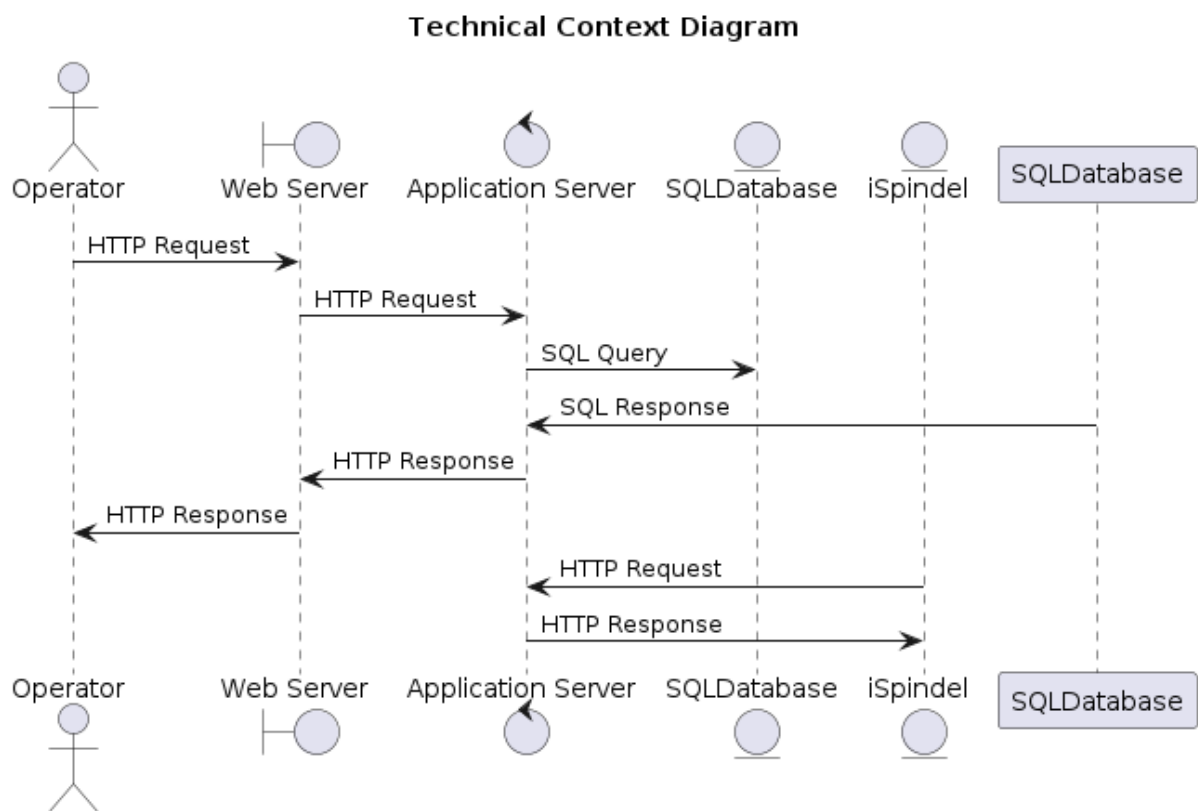 Technical Context Diagram
Operator
Web Server
Application Server
SQLDatabase
iSpindel
SQLDatabase
HTTP Request
HTTP Request
SQL Query
SQL Response
HTTP Response
HTTP Response
HTTP Request
HTTP Response
Operator
Web Server
Application Server
SQLDatabase
iSpindel
SQLDatabase